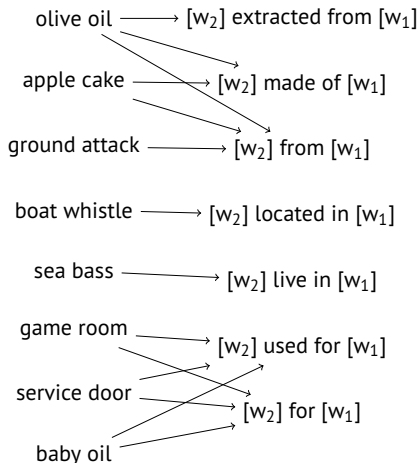 olive oil [w₂] extracted from [w₁]
apple cake [w₂] made of [w₁]
ground attack [w₂] from [w₁]
boat whistle [w₂] located in [w₁]
sea bass [w₂] live in [w₁]
game room [w₂] used for [w₁]
service door [w₂] for [w₁]
baby oil